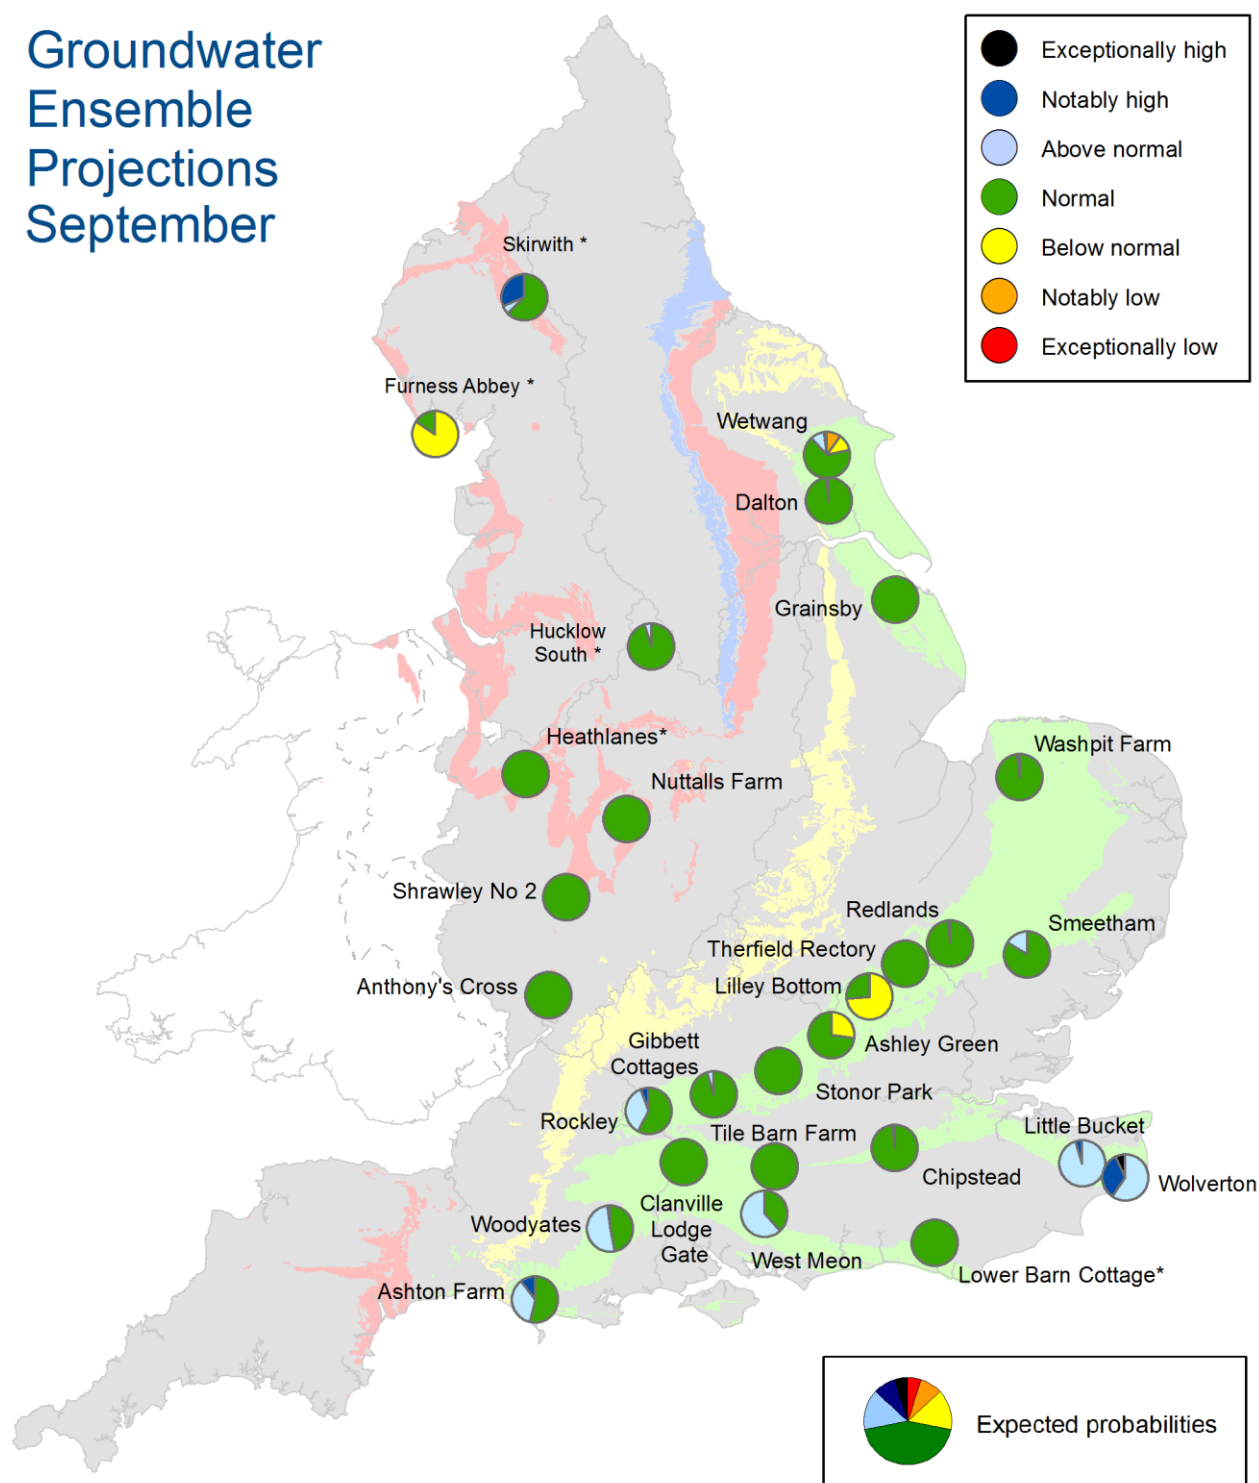 Groundwater
Ensemble
Projections
September
Exceptionally high
Notably high
Above normal
Normal
Below normal
Notably low
Exceptionally low
Skirwith *
Furness Abbey *
Wetwang
Dalton
Grainsby
Hucklow
South *
Heathlanes*
Nuttalls Farm
Washpit Farm
Shrawley No 2
Redlands
Smeetham
Therfield Rectory
Lilley Bottom
Anthony's Cross
Ashley Green
Gibbett
Cottages
Stonor Park
Rockley
Tile Barn Farm
Little Bucket
Chipstead
Wolverton
Clanville
Lodge
Gate
Woodyates
West Meon
Lower Barn Cottage*
Ashton Farm
Expected probabilities